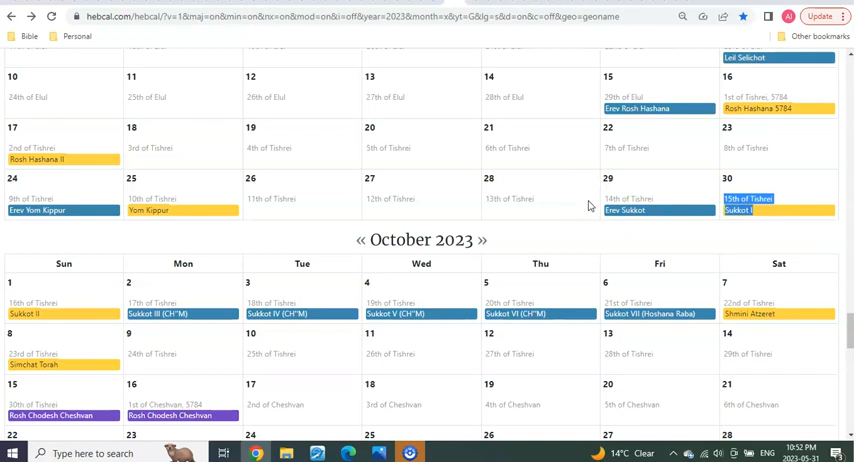 hebcal.com/hebcal/?v=1&maj=on&min=on&nx=on&mod=on&i=off&year=2023&month=x&yt=G&lg=s&d=on&c=off&geo=geoname
AI
Update
Bible Personal Other bookmarks
Leil Selichot
10 11 12 13 14 15 16
24th of Elul 25th of Elul 26th of Elul 27th of Elul 28th of Elul 29th of Elul 1st of Tishrei, 5784
Erev Rosh Hashana Rosh Hashana 5784
17 18 19 20 21 22 23
2nd of Tishrei 3rd of Tishrei 4th of Tishrei 5th of Tishrei 6th of Tishrei 7th of Tishrei 8th of Tishrei
Rosh Hashana II
24 25 26 27 28 29 30
9th of Tishrei 10th of Tishrei 11th of Tishrei 12th of Tishrei 13th of Tishrei 14th of Tishrei 15th of Tishrei
Erev Yom Kippur Yom Kippur Erev Sukkot Sukkot I
« October 2023 »
Sun Mon Tue Wed Thu Fri Sat
1 2 3 4 5 6 7
16th of Tishrei 17th of Tishrei 18th of Tishrei 19th of Tishrei 20th of Tishrei 21st of Tishrei 22nd of Tishrei
Sukkot II Sukkot III (CH"M) Sukkot IV (CH"M) Sukkot V (CH"M) Sukkot VI (CH"M) Sukkot VII (Hoshana Raba) Shmini Atzeret
8 9 10 11 12 13 14
23rd of Tishrei 24th of Tishrei 25th of Tishrei 26th of Tishrei 27th of Tishrei 28th of Tishrei 29th of Tishrei
Simchat Torah
15 16 17 18 19 20 21
30th of Tishrei 1st of Cheshvan, 5784 2nd of Cheshvan 3rd of Cheshvan 4th of Cheshvan 5th of Cheshvan 6th of Cheshvan
Rosh Chodesh Cheshvan Rosh Chodesh Cheshvan
22 23 24 25 26 27 28
Type here to search
14°C Clear
ENG
10:52 PM
2023-05-31
3